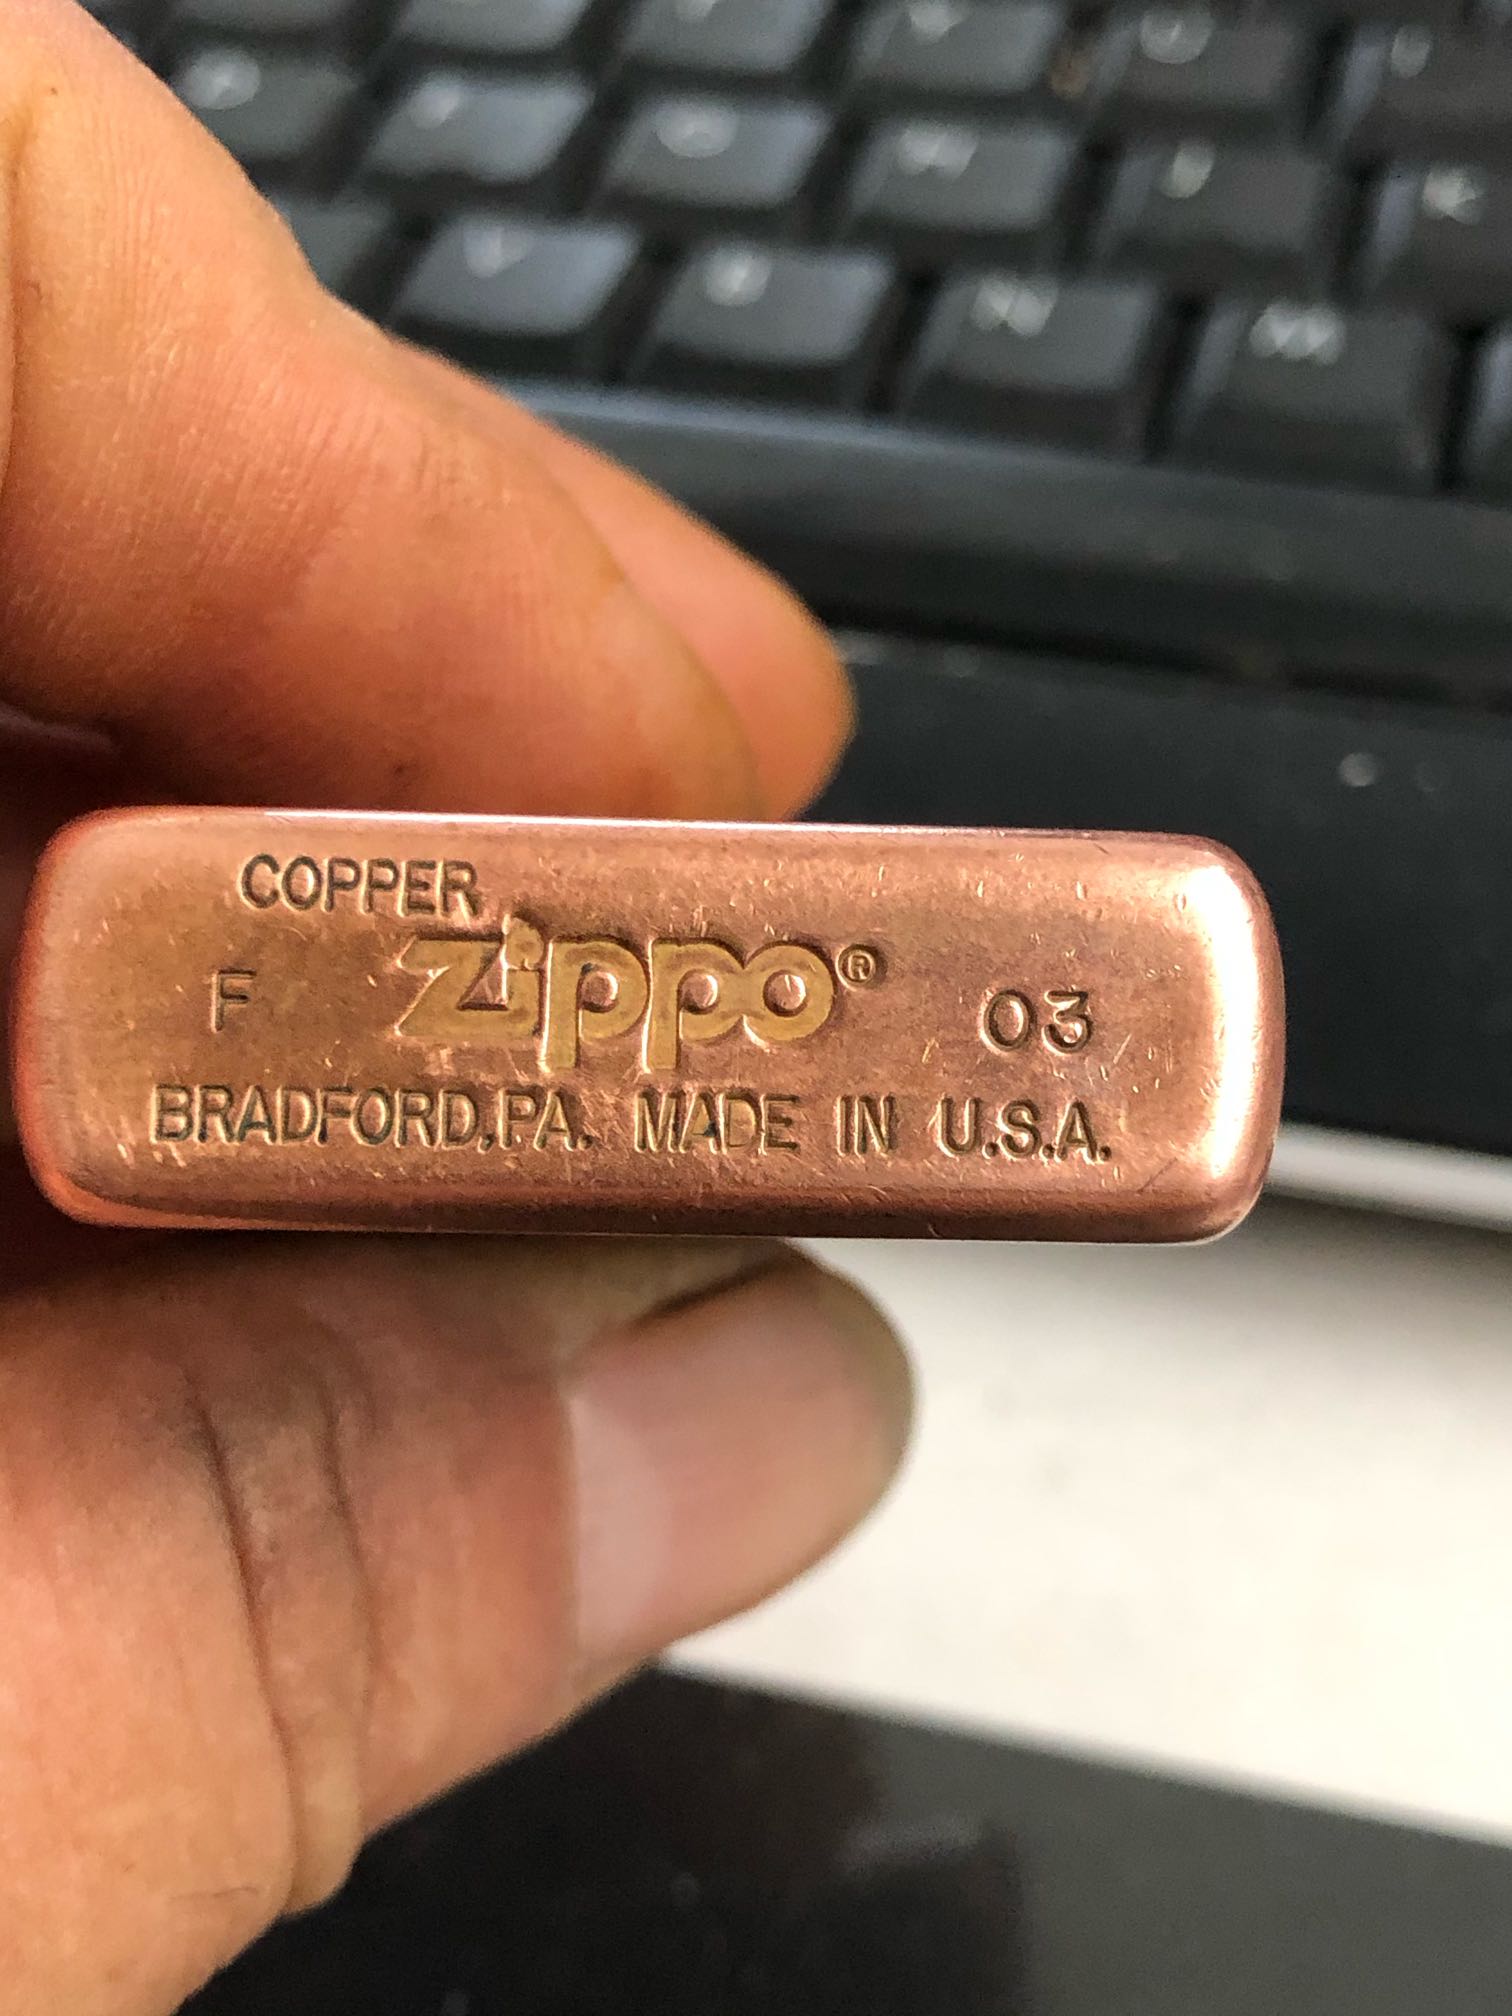 COPPER
F Zippo® 03
BRADFORD,PA. MADE IN U.S.A.